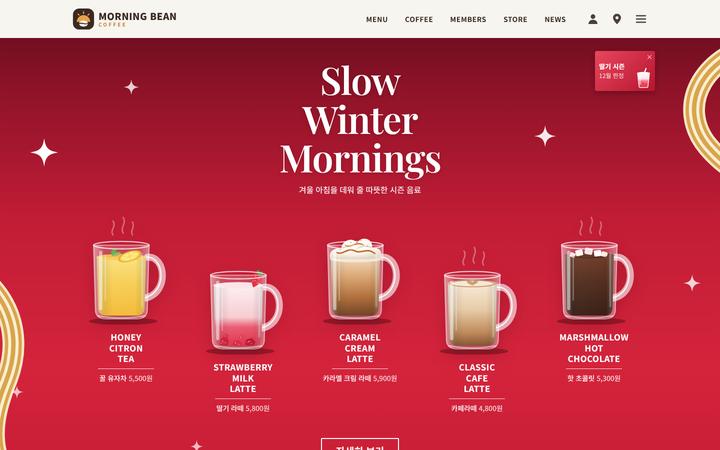 MORNING BEAN
COFFEE
MENU
COFFEE
MEMBERS
STORE
NEWS
딸기 시즌
12월 한정
Slow
Winter
Mornings
겨울 아침을 데워 줄 따뜻한 시즌 음료
HONEY
CITRON
TEA
꿀 유자차 5,500원
STRAWBERRY
MILK
LATTE
딸기 라떼 5,800원
CARAMEL
CREAM
LATTE
카라멜 크림 라떼 5,900원
CLASSIC
CAFE
LATTE
카페라떼 4,800원
MARSHMALLOW
HOT
CHOCOLATE
핫 초콜릿 5,300원